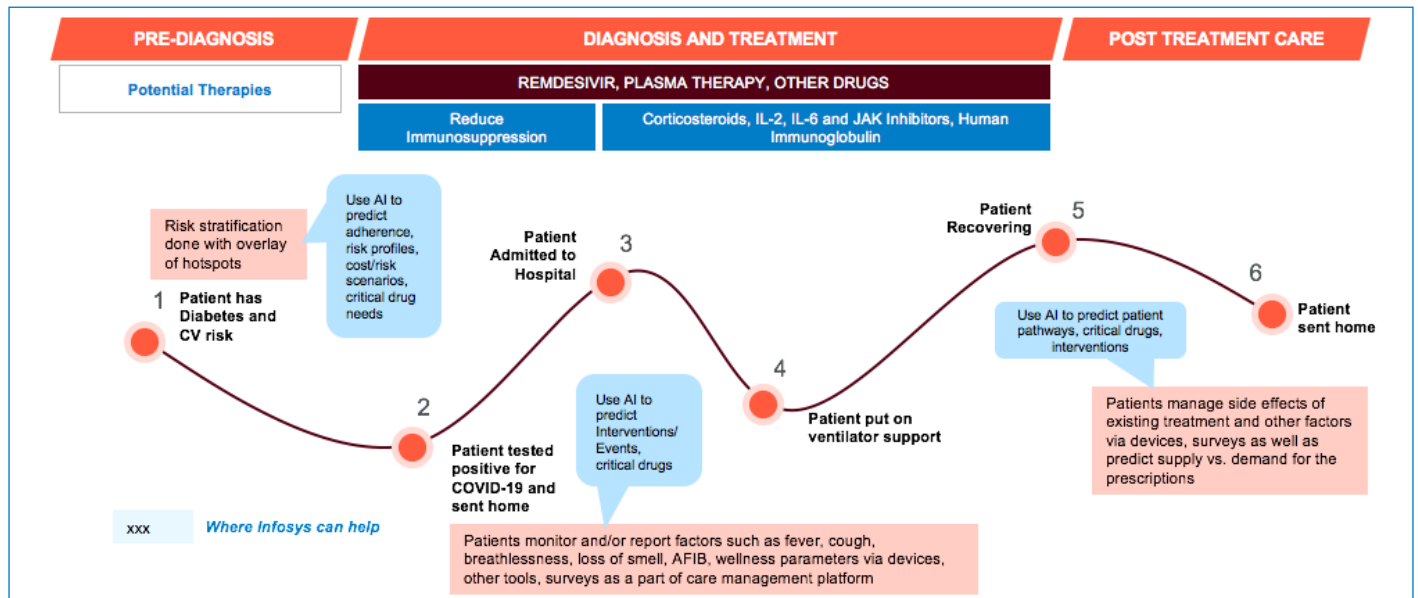 PRE-DIAGNOSIS
DIAGNOSIS AND TREATMENT
POST TREATMENT CARE
Potential Therapies
REMDESIVIR, PLASMA THERAPY, OTHER DRUGS
Reduce
Immunosuppression
Corticosteroids, IL-2, IL-6 and JAK Inhibitors, Human
Immunoglobulin
Risk stratification
done with overlay
of hotspots
Use AI to
predict
adherence,
risk profiles,
cost/risk
scenarios,
critical drug
needs
1
Patient has
Diabetes and
CV risk
2
Patient tested
positive for
COVID-19 and
sent home
Use AI to
predict
Interventions/
Events,
critical drugs
Patients monitor and/or report factors such as fever, cough,
breathlessness, loss of smell, AFIB, wellness parameters via devices,
other tools, surveys as a part of care management platform
3
Patient
Admitted to
Hospital
4
Patient put on
ventilator support
5
Patient
Recovering
6
Patient
sent home
Use AI to predict patient
pathways, critical drugs,
interventions
Patients manage side effects of
existing treatment and other factors
via devices, surveys as well as
predict supply vs. demand for the
prescriptions
xxx
Where Infosys can help